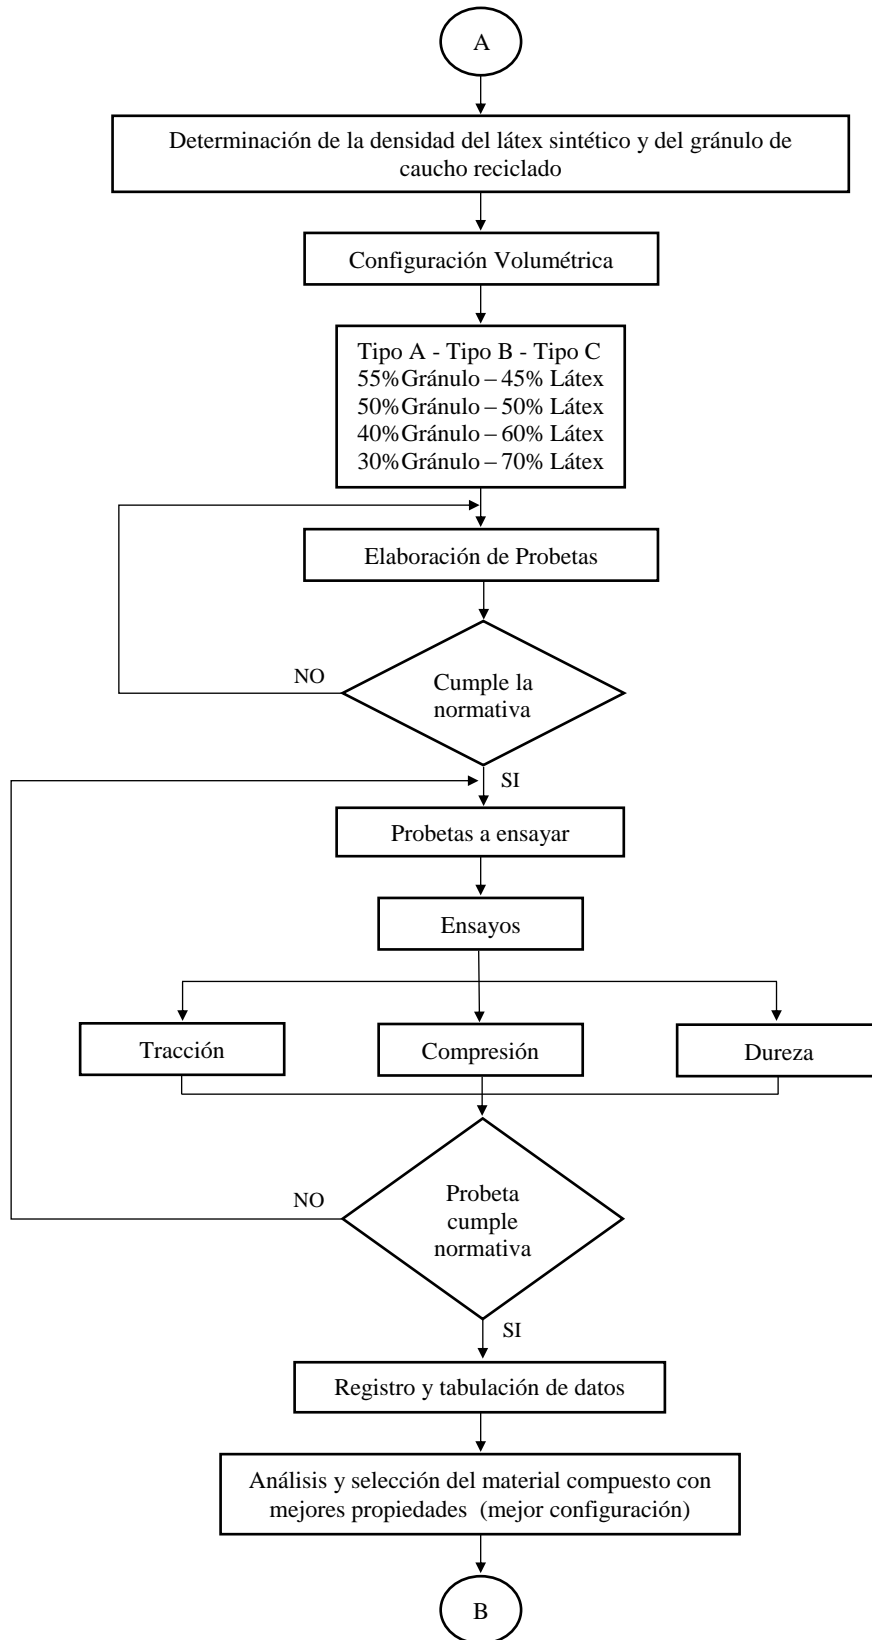 A
Determinación de la densidad del látex sintético y del gránulo de
caucho reciclado
Configuración Volumétrica
Tipo A - Tipo B - Tipo C
55%Gránulo – 45% Látex
50%Gránulo – 50% Látex
40%Gránulo – 60% Látex
30%Gránulo – 70% Látex
Elaboración de Probetas
NO
Cumple la
normativa
SI
Probetas a ensayar
Ensayos
Tracción
Compresión
Dureza
NO
Probeta
cumple
normativa
SI
Registro y tabulación de datos
Análisis y selección del material compuesto con
mejores propiedades (mejor configuración)
B